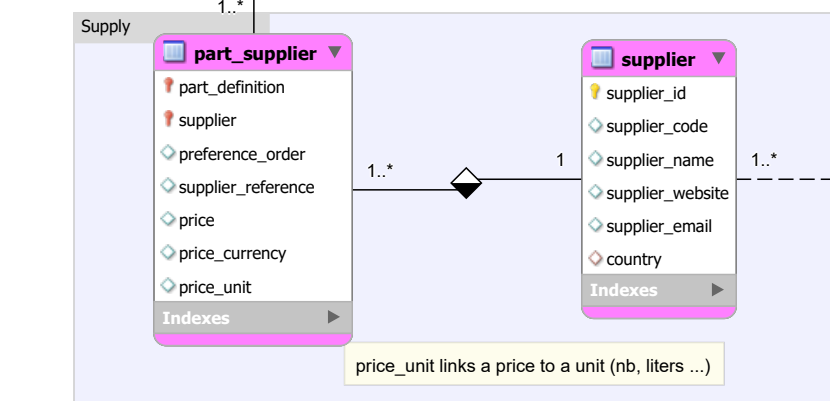 1..*
Supply
part_supplier
part_definition
supplier
preference_order
supplier_reference
price
price_currency
price_unit
Indexes
1..*
1
supplier
supplier_id
supplier_code
supplier_name
supplier_website
supplier_email
country
Indexes
1..*
price_unit links a price to a unit (nb, liters ...)